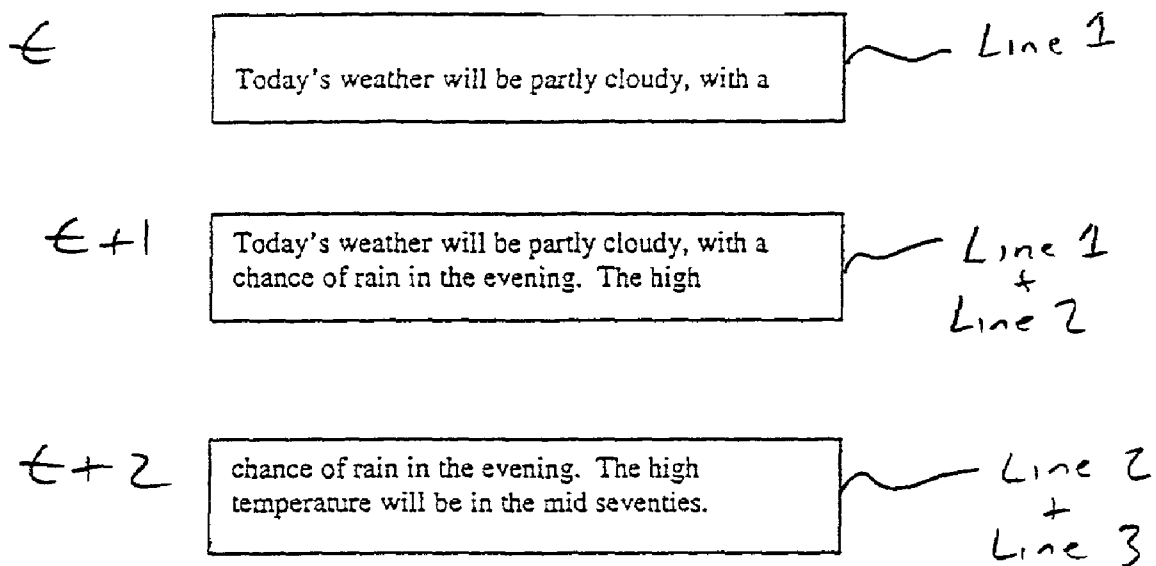 t
Line 1
Today's weather will be partly cloudy, with a
t+1
Today's weather will be partly cloudy, with a
chance of rain in the evening. The high
Line 1
+
Line 2
t+2
chance of rain in the evening. The high
temperature will be in the mid seventies.
Line 2
+
Line 3